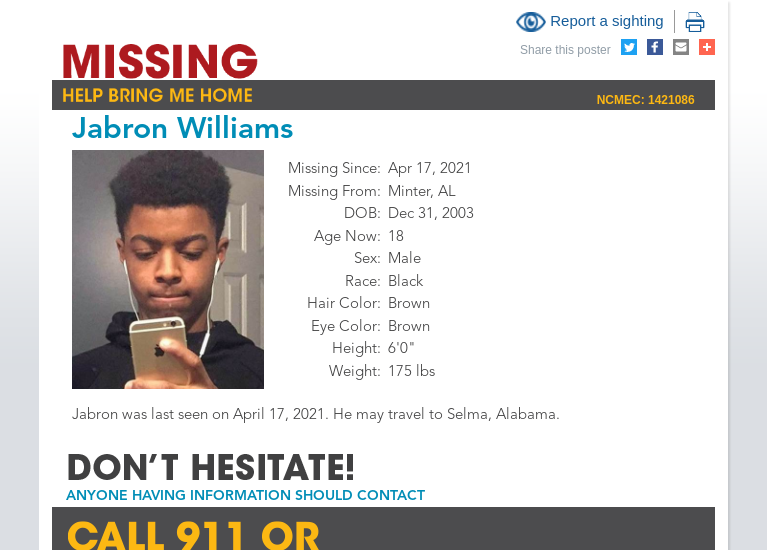 Report a sighting
Share this poster
MISSING
HELP BRING ME HOME
NCMEC: 1421086
Jabron Williams
Missing Since: Apr 17, 2021
Missing From: Minter, AL
DOB: Dec 31, 2003
Age Now: 18
Sex: Male
Race: Black
Hair Color: Brown
Eye Color: Brown
Height: 6'0"
Weight: 175 lbs
Jabron was last seen on April 17, 2021. He may travel to Selma, Alabama.
DON'T HESITATE!
ANYONE HAVING INFORMATION SHOULD CONTACT
CALL 911 OR